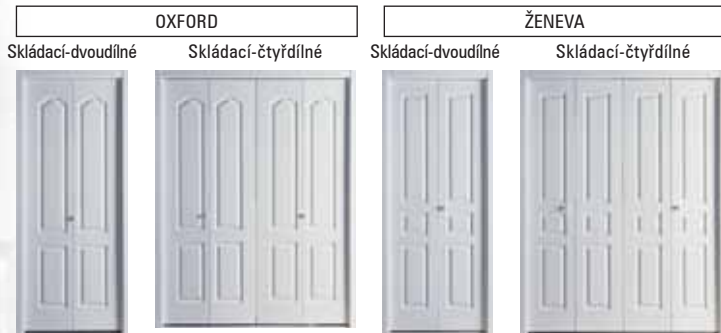 OXFORD
ŽENEVA
Skládací-dvoudílné
Skládací-čtyřdílné
Skládací-dvoudílné
Skládací-čtyřdílné